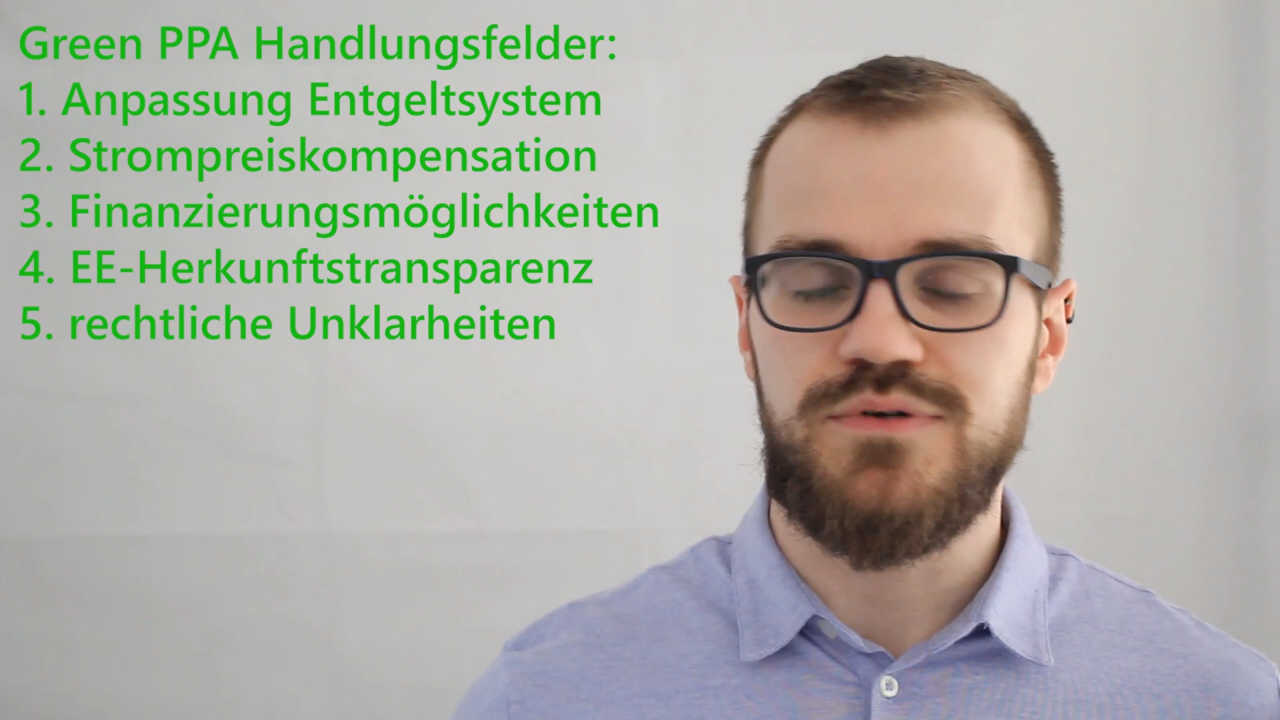 Green PPA Handlungsfelder:
1. Anpassung Entgeltsystem
2. Strompreiskompensation
3. Finanzierungsmöglichkeiten
4. EE-Herkunftstransparenz
5. rechtliche Unklarheiten